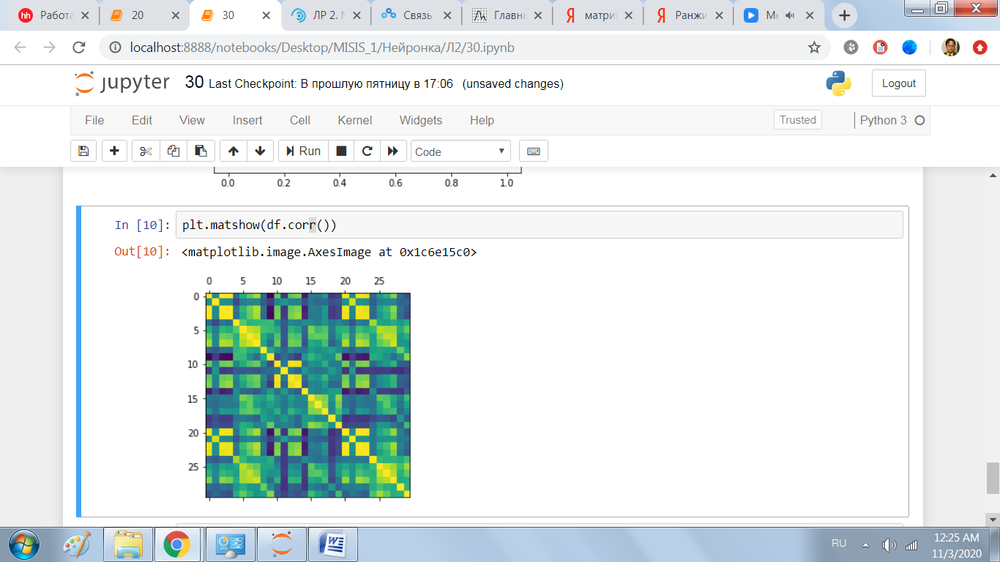 Работа
20
30
ЛР 2. М
Связь
Главны
матри
Ранжи
Ме
localhost:8888/notebooks/Desktop/MISIS_1/Нейронка/Л2/30.ipynb
jupyter 30 Last Checkpoint: В прошлую пятницу в 17:06 (unsaved changes)
Logout
File Edit View Insert Cell Kernel Widgets Help
Trusted Python 3
Run Code
0.0 0.2 0.4 0.6 0.8 1.0
In [10]: plt.matshow(df.corr())
Out[10]: <matplotlib.image.AxesImage at 0x1c6e15c0>
0 5 10 15 20 25
0
5
10
15
20
25
RU
12:25 AM
11/3/2020